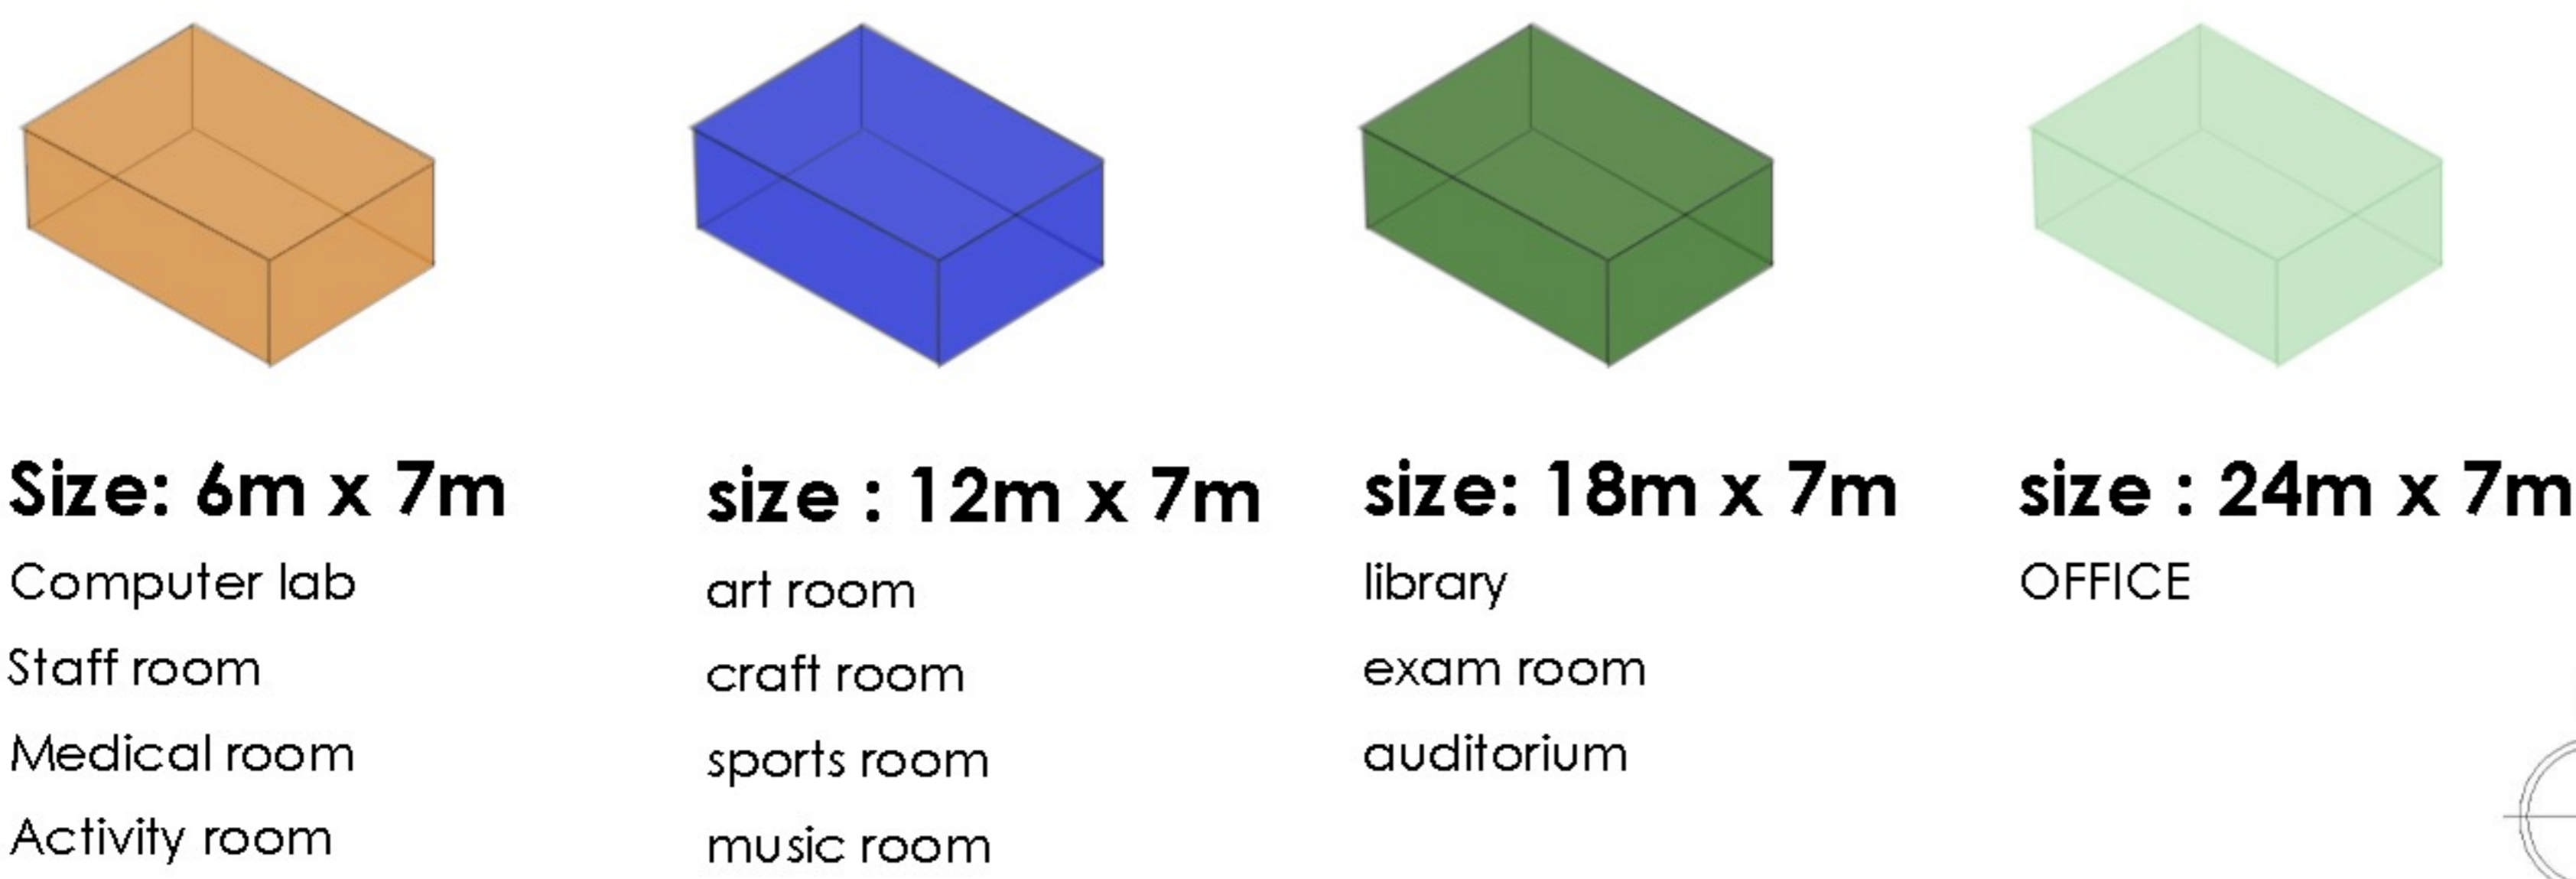 Size: 6m x 7m
Computer lab
Staff room
Medical room
Activity room
size : 12m x 7m
art room
craft room
sports room
music room
size: 18m x 7m
library
exam room
auditorium
size : 24m x 7m
OFFICE